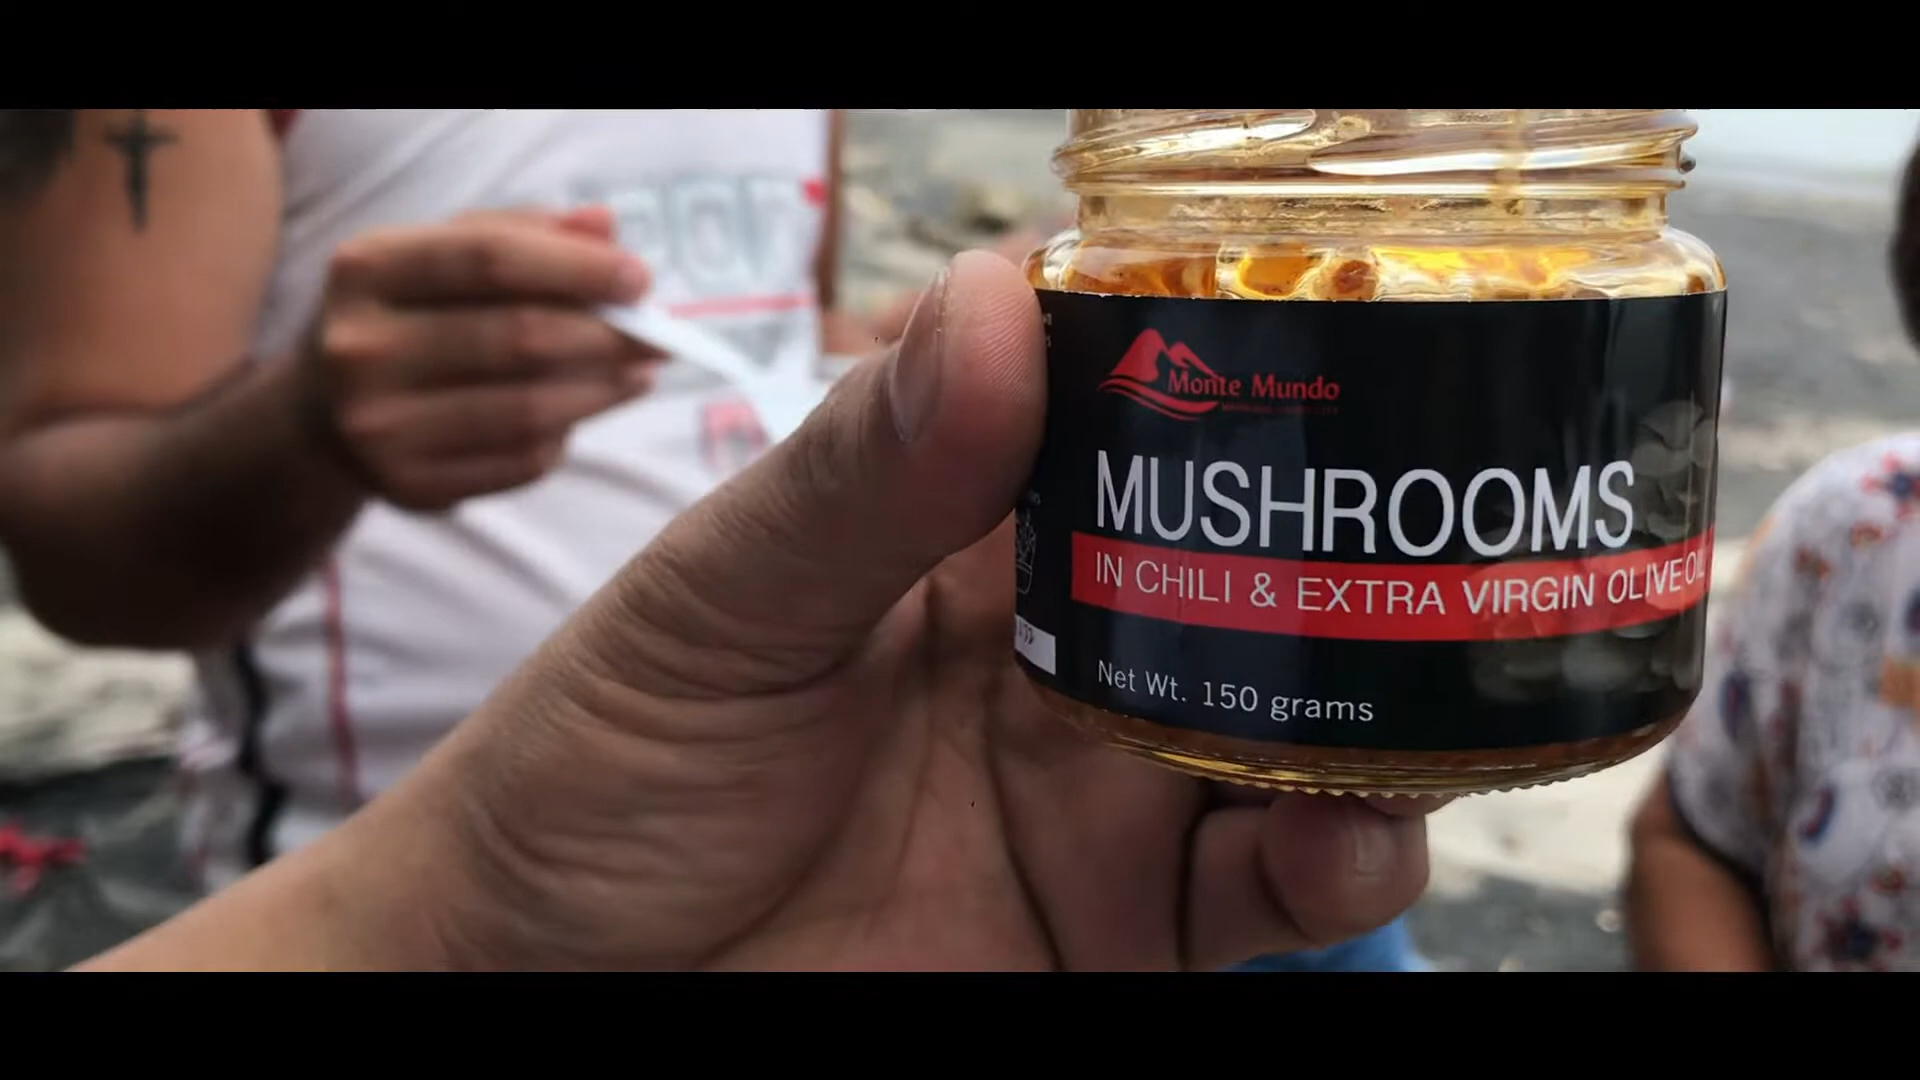 Monte Mundo
MUSHROOMS
IN CHILI & EXTRA VIRGIN OLIVE OIL
Net Wt. 150 grams